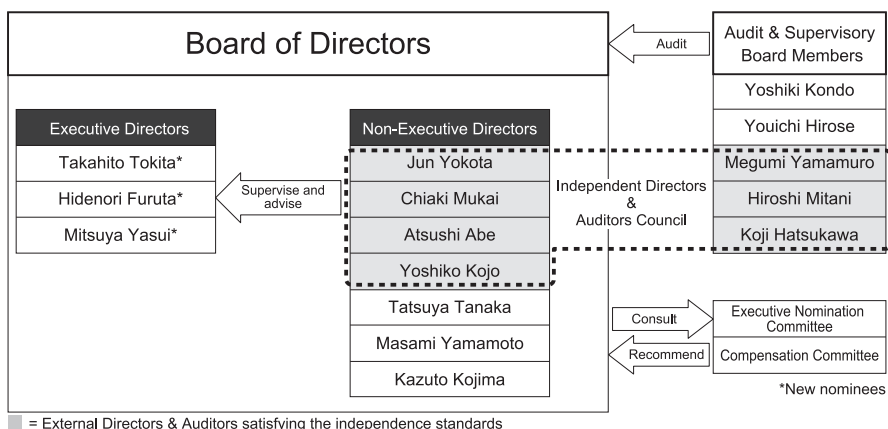 Board of Directors
Audit
Audit & Supervisory
Board Members
Yoshiki Kondo
Youichi Hirose
Megumi Yamamuro
Hiroshi Mitani
Koji Hatsukawa
Executive Directors
Takahito Tokita*
Hidenori Furuta*
Mitsuya Yasui*
Supervise and
advise
Non-Executive Directors
Jun Yokota
Chiaki Mukai
Atsushi Abe
Yoshiko Kojo
Tatsuya Tanaka
Masami Yamamoto
Kazuto Kojima
Independent Directors
&
Auditors Council
Consult
Recommend
Executive Nomination
Committee
Compensation Committee
*New nominees
= External Directors & Auditors satisfying the independence standards